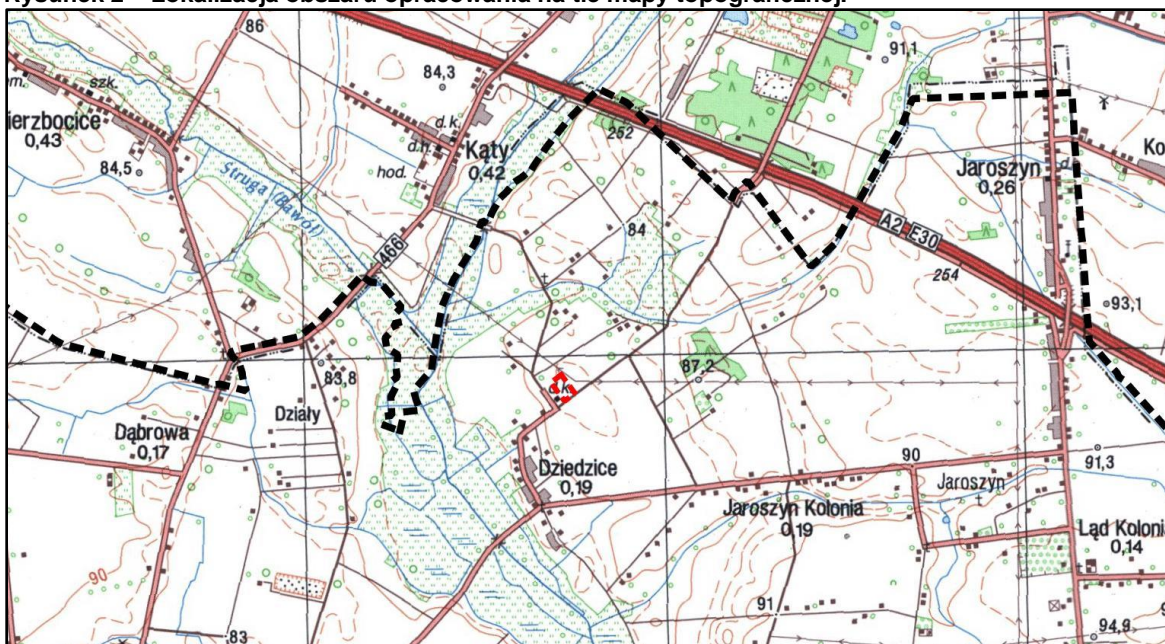 Rysunek 2 – Lokalizacja obszaru opracowania na tle mapy topograficznej.
86
91,1
84,3
szk.
ierzbocice
0,43
d.k.
252
d.h.
Kąty
0,42
Jaroszyn
0,26
d.
Ko
84,5
hod.
Struga (Bawół)
84
A2 E30
466
254
93,1
83,8
87,2
d.k.
Działy
Dąbrowa
0,17
Dziedzice
0,19
90
91,3
Jaroszyn
Jaroszyn Kolonia
0,19
Ląd Koloni
0,14
90
91
83
94,9